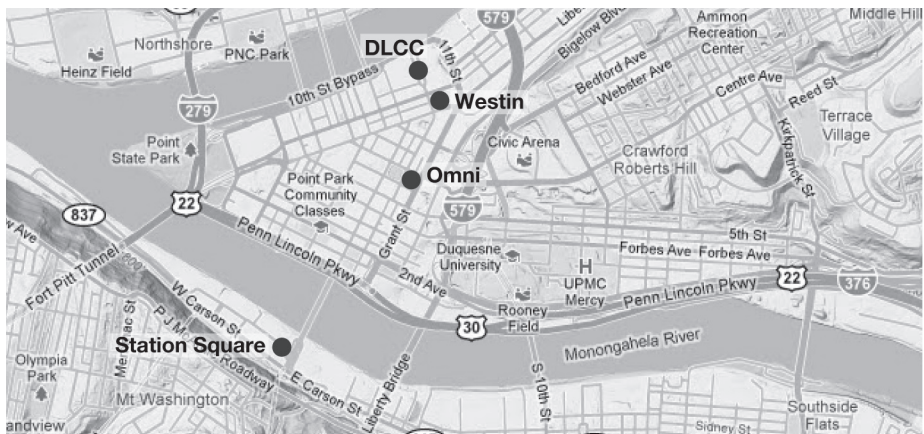 Ammon
Recreation
Center
Middle Hill
579
Northshore
PNC Park
Heinz Field
DLCC
11th St
Bigelow Blvd
Bedford Ave
Webster Ave
Centre Ave
Reed St
10th St Bypass
Westin
279
Terrace
Village
Kirkpatrick St
Civic Arena
Crawford
Roberts Hill
Point
State Park
Point Park
Community
Classes
Omni
22
579
837
Grant St
5th St
Forbes Ave
Forbes Ave
Duquesne
University
H
UPMC
Mercy
Penn Lincoln Pkwy
22
376
Fort Pitt Tunnel
Penn Lincoln Pkwy
2nd Ave
Rooney
Field
30
W Carson St
Monongahela River
Station Square
Roadway
Olympia
Park
Mt Washington
E Carson St
Liberty Bridge
S 10th St
Southside
Flats
Sidney St